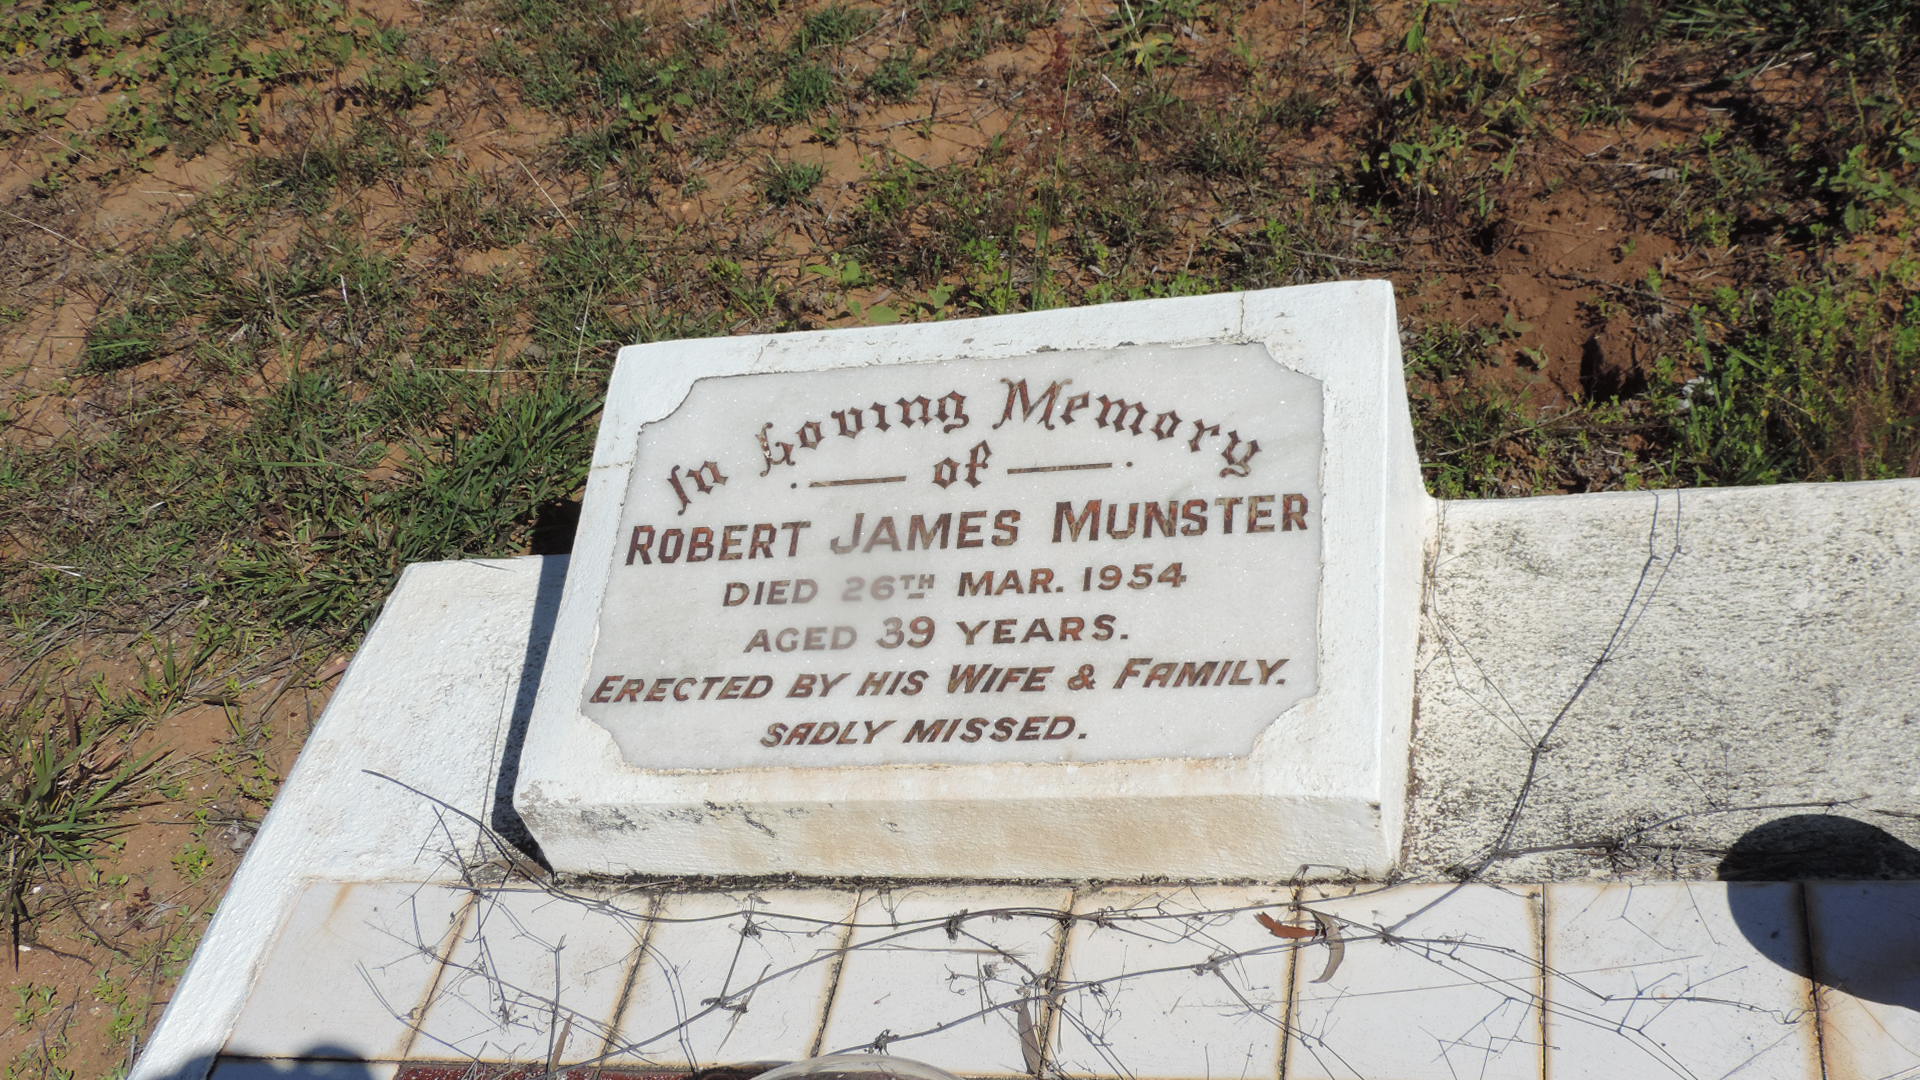 In Loving Memory
of
ROBERT JAMES MUNSTER
DIED 26TH MAR. 1954
AGED 39 YEARS.
ERECTED BY HIS WIFE & FAMILY.
SADLY MISSED.